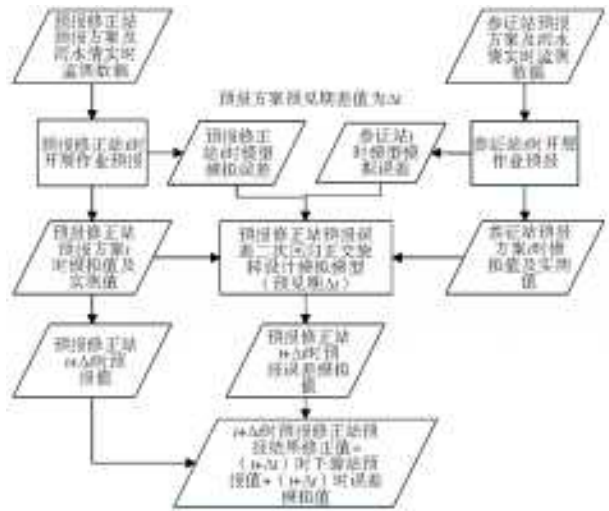 预报修正站
预报方案及
雨水情实时
监测数据
参证站预报
方案及雨水
情实时监测
数据
预报方案预见期差值为Δt
预报修正站t时
开展作业预报
预报修正
站t时模型
模拟误差
参证站t
时模型模
拟误差
参证站t时开展
作业预报
预报修正站
预报方案t
时模拟值及
实测值
预报修正站预报误
差二次回归正交旋
转设计模拟模型
(预见期Δt)
参证站预报
方案t时模
拟值及实测
值
预报修正站
t+Δt时预
报值
预报修正站
t+Δt时预
报误差模拟
值
t+Δt时预报修正站预
报结果修正值=
(t+Δt)时下游站预
报值+(t+Δt)时误差
模拟值